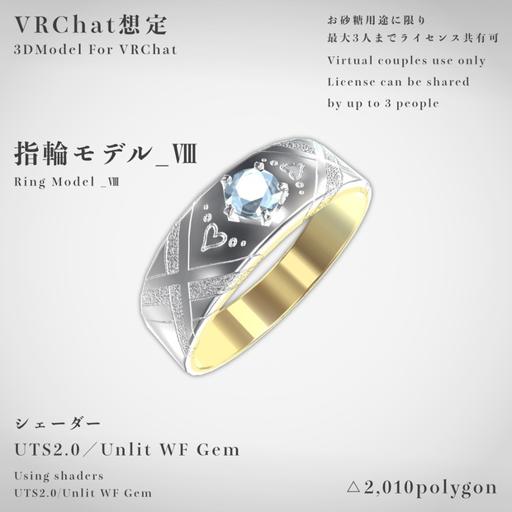 VRChat想定
3DModel For VRChat
お砂糖用途に限り
最大3人までライセンス共有可
Virtual couples use only
License can be shared
by up to 3 people
指輪モデル_Ⅷ
Ring Model _Ⅷ
シェーダー
UTS2.0／Unlit WF Gem
Using shaders
UTS2.0/Unlit WF Gem
△2,010polygon